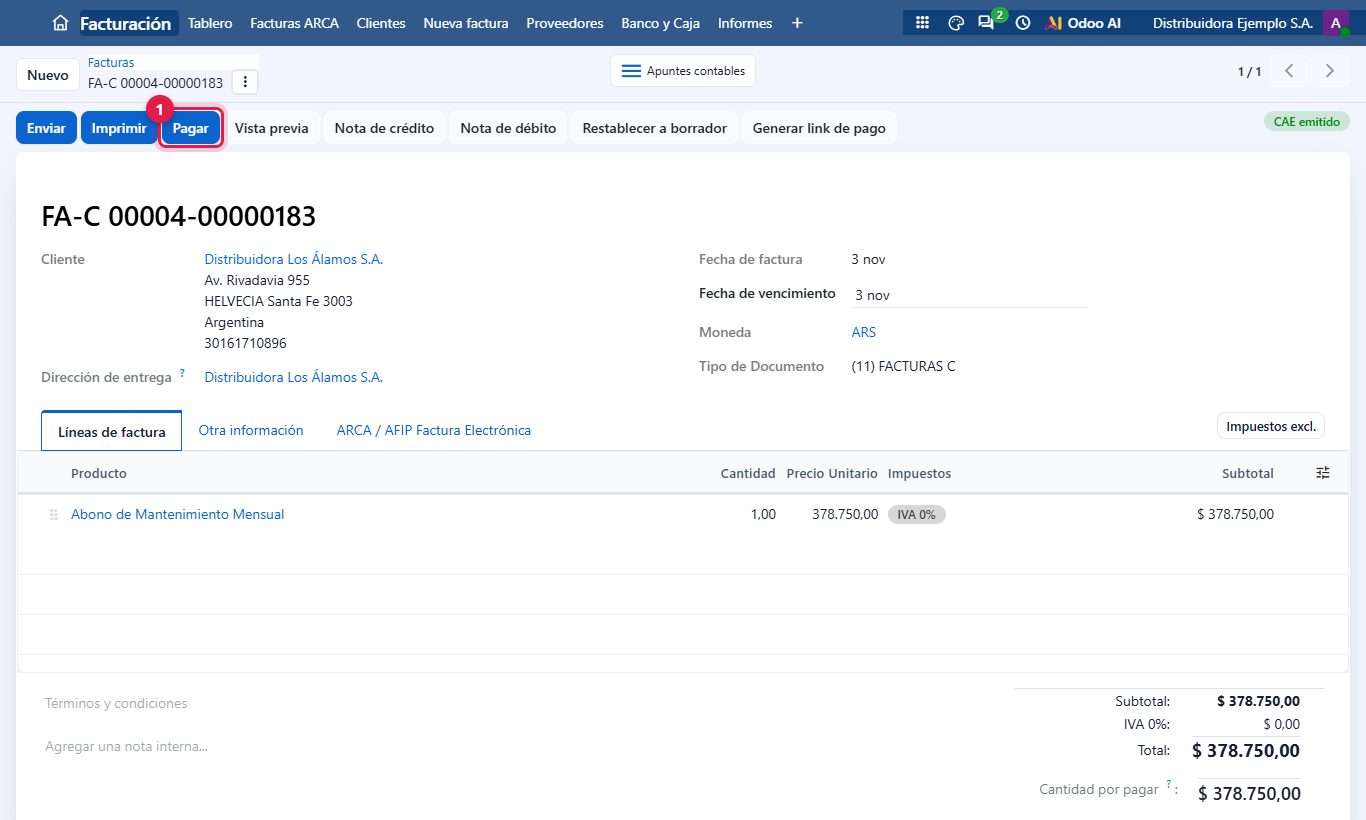 Facturación Tablero Facturas ARCA Clientes Nueva factura Proveedores Banco y Caja Informes + 2 Odoo AI Distribuidora Ejemplo S.A. A
Nuevo
Facturas
FA-C 00004-00000183
Apuntes contables
1 / 1
1
Enviar Imprimir Pagar Vista previa Nota de crédito Nota de débito Restablecer a borrador Generar link de pago
CAE emitido
FA-C 00004-00000183
Cliente Distribuidora Los Álamos S.A.
Av. Rivadavia 955
HELVECIA Santa Fe 3003
Argentina
30161710896
Dirección de entrega ? Distribuidora Los Álamos S.A.
Fecha de factura 3 nov
Fecha de vencimiento 3 nov
Moneda ARS
Tipo de Documento (11) FACTURAS C
Líneas de factura Otra información ARCA / AFIP Factura Electrónica Impuestos excl.
Producto Cantidad Precio Unitario Impuestos Subtotal
Abono de Mantenimiento Mensual 1,00 378.750,00 IVA 0% $ 378.750,00
Términos y condiciones
Agregar una nota interna...
Subtotal: $ 378.750,00
IVA 0%: $ 0,00
Total: $ 378.750,00
Cantidad por pagar ? : $ 378.750,00